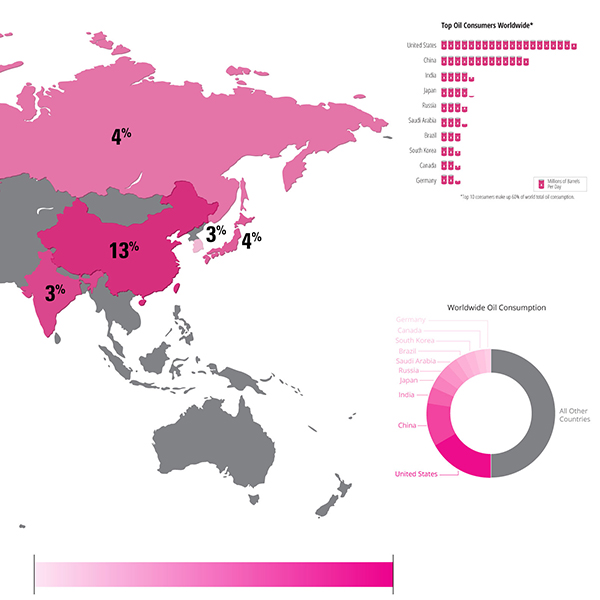 Top Oil Consumers Worldwide*
United States
China
India
Japan
Russia
Saudi Arabia
Brazil
South Korea
Canada
Germany
Millions of Barrels
Per Day
*Top 10 consumers make up 60% of world total oil consumption.
4%
13%
3%
4%
3%
Worldwide Oil Consumption
Germany
Canada
South Korea
Brazil
Saudi Arabia
Russia
Japan
India
China
United States
All Other
Countries